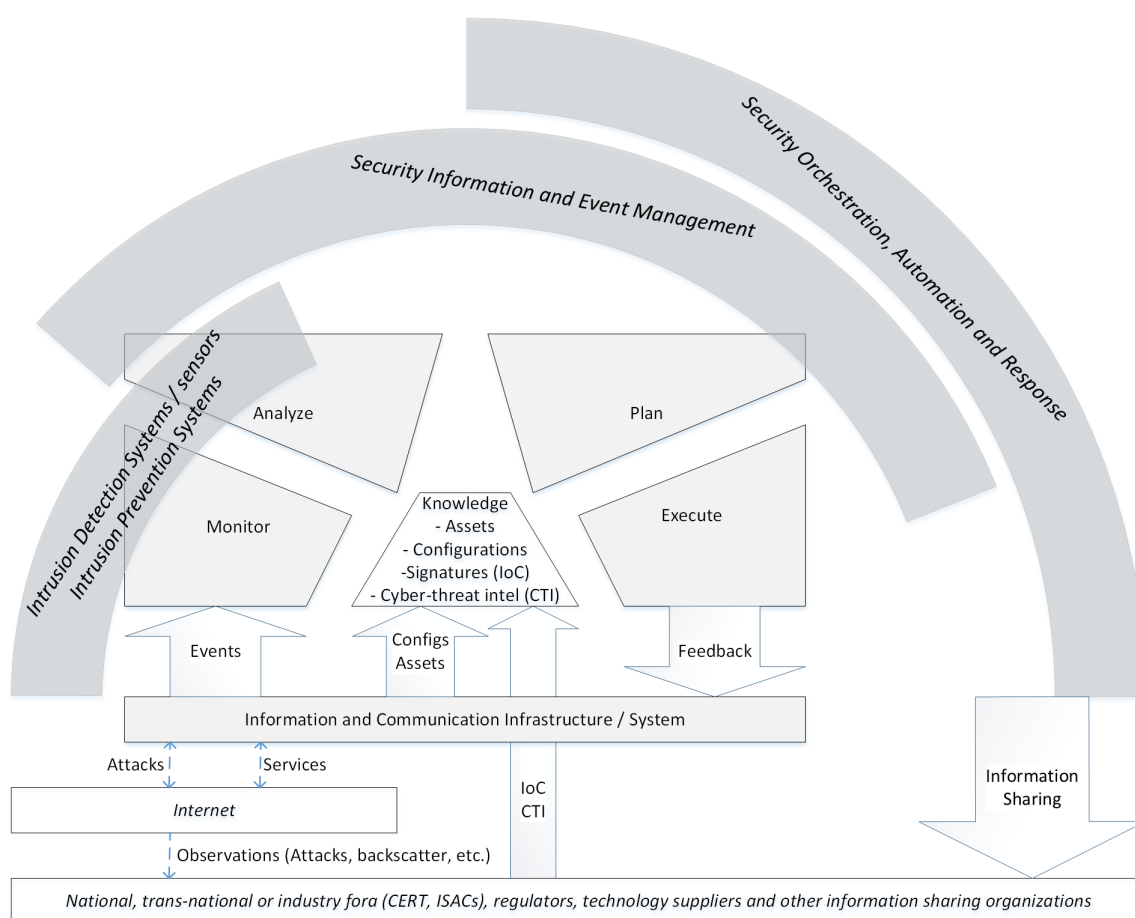 Security Orchestration, Automation and Response
Security Information and Event Management
Intrusion Detection Systems / sensors
Intrusion Prevention Systems
Analyze
Plan
Monitor
Knowledge
- Assets
- Configurations
-Signatures (IoC)
- Cyber-threat intel (CTI)
Execute
Events
Configs
Assets
Feedback
Information and Communication Infrastructure / System
Attacks
Services
Internet
IoC
CTI
Information
Sharing
Observations (Attacks, backscatter, etc.)
National, trans-national or industry fora (CERT, ISACs), regulators, technology suppliers and other information sharing organizations